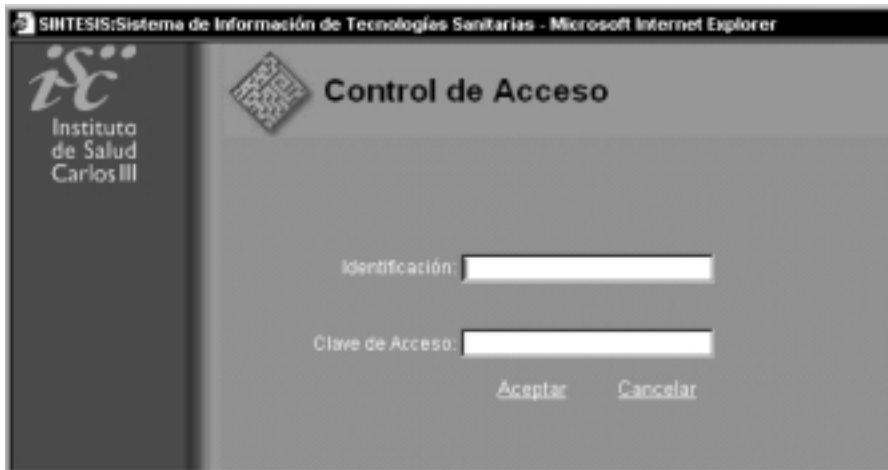 SINTESIS:Sistema de Información de Tecnologías Sanitarias - Microsoft Internet Explorer
isc
Instituto
de Salud
Carlos III
Control de Acceso
Identificación:
Clave de Acceso:
Aceptar Cancelar